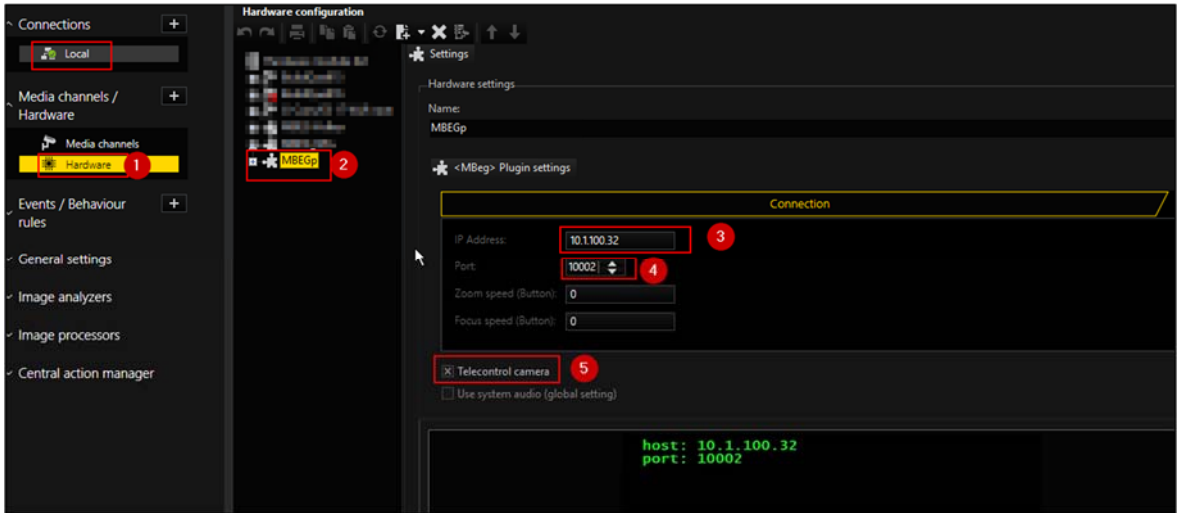 Hardware configuration
Connections
Local
Media channels /
Hardware
Media channels
Hardware
1
Events / Behaviour
rules
General settings
Image analyzers
Image processors
Central action manager
MBEGp
2
Settings
Hardware settings
Name:
MBEGp
<MBeg> Plugin settings
Connection
IP Address:
10.1.100.32
3
Port:
10002
4
Zoom speed (Button):
0
Focus speed (Button):
0
Telecontrol camera
5
Use system audio (global setting)
host: 10.1.100.32
port: 10002